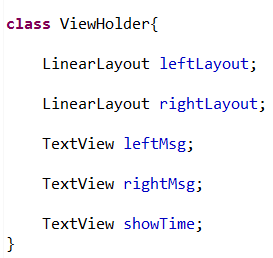 class ViewHolder{
LinearLayout leftLayout;
LinearLayout rightLayout;
TextView leftMsg;
TextView rightMsg;
TextView showTime;
}